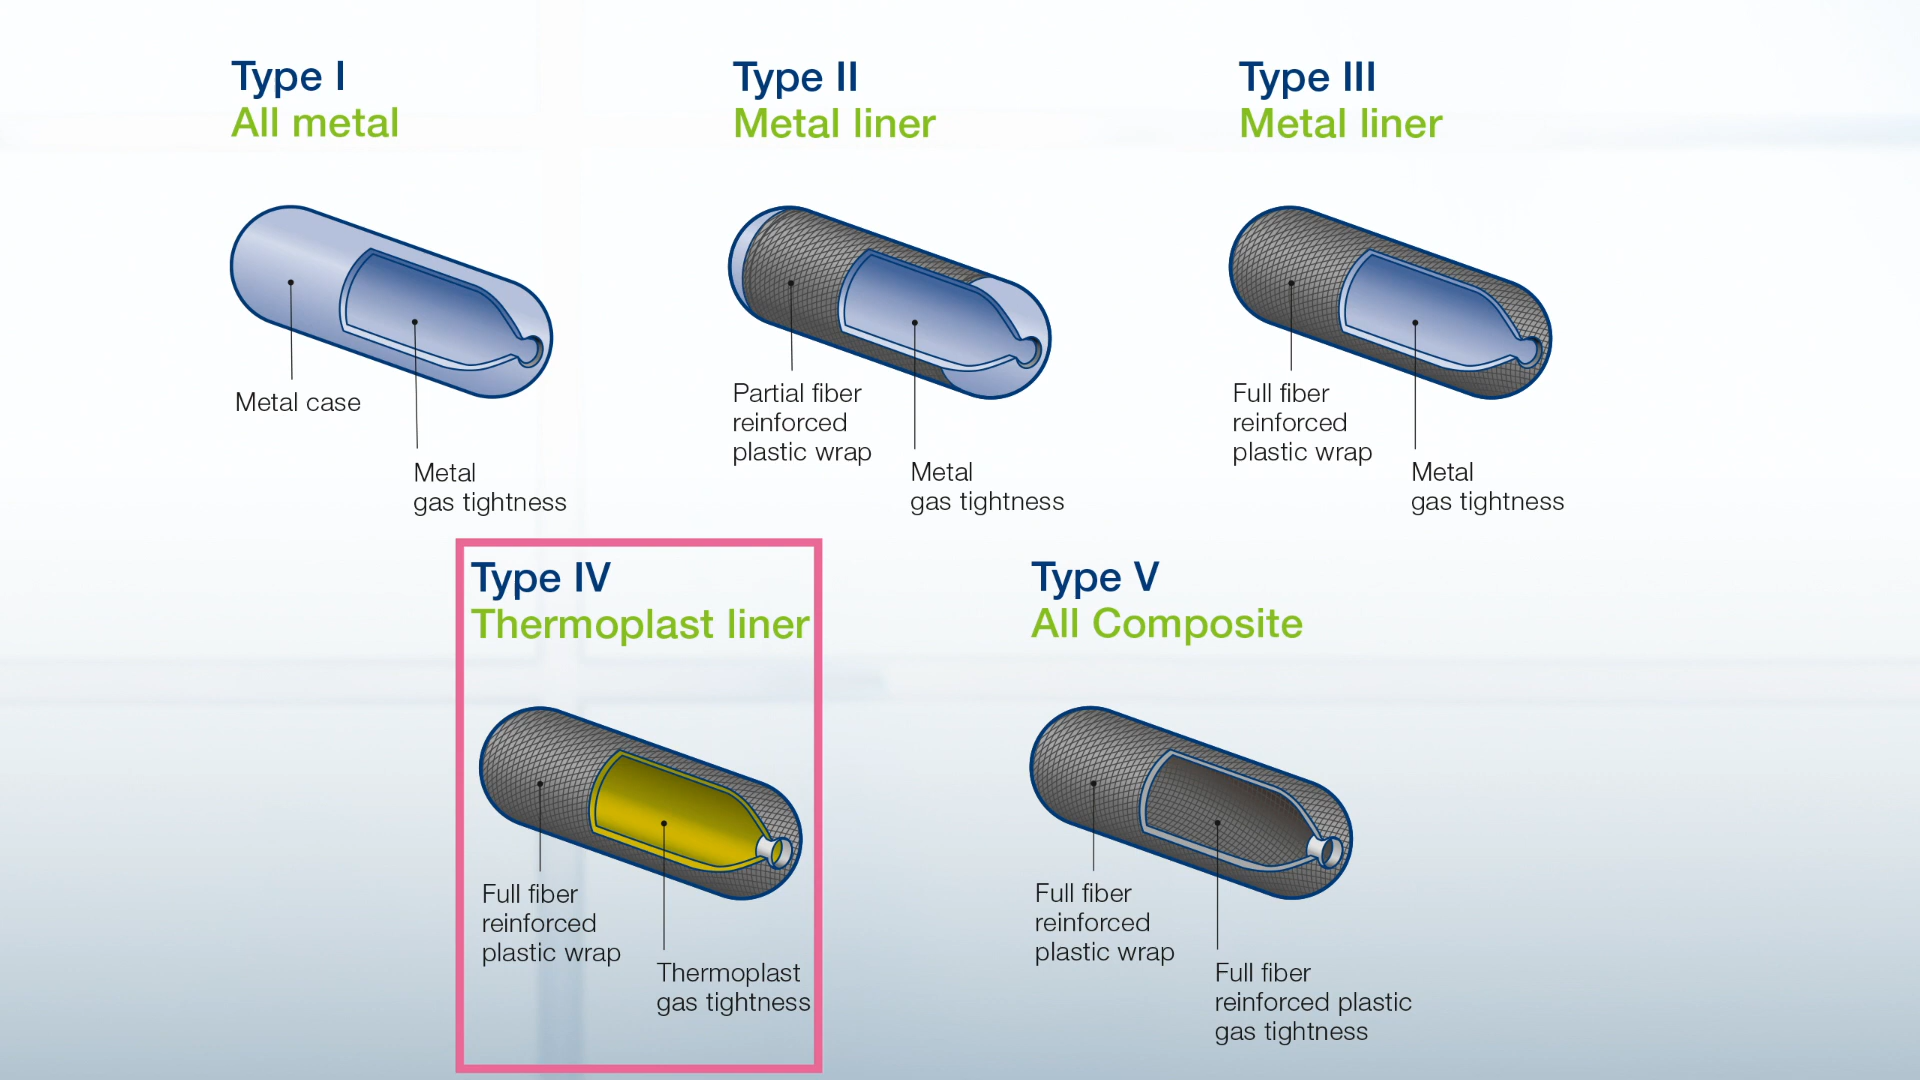 Type I
All metal
Metal case
Metal
gas tightness
Type II
Metal liner
Partial fiber
reinforced
plastic wrap
Metal
gas tightness
Type III
Metal liner
Full fiber
reinforced
plastic wrap
Metal
gas tightness
Type IV
Thermoplast liner
Full fiber
reinforced
plastic wrap
Thermoplast
gas tightness
Type V
All Composite
Full fiber
reinforced
plastic wrap
Full fiber
reinforced plastic
gas tightness